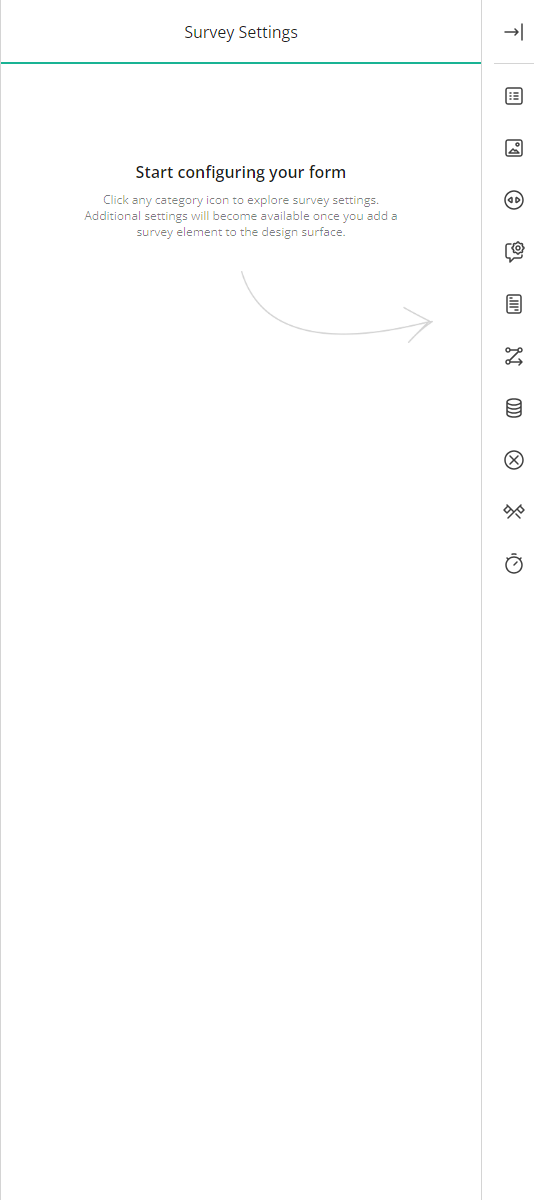 Survey Settings
Start configuring your form
Click any category icon to explore survey settings.
Additional settings will become available once you add a
survey element to the design surface.